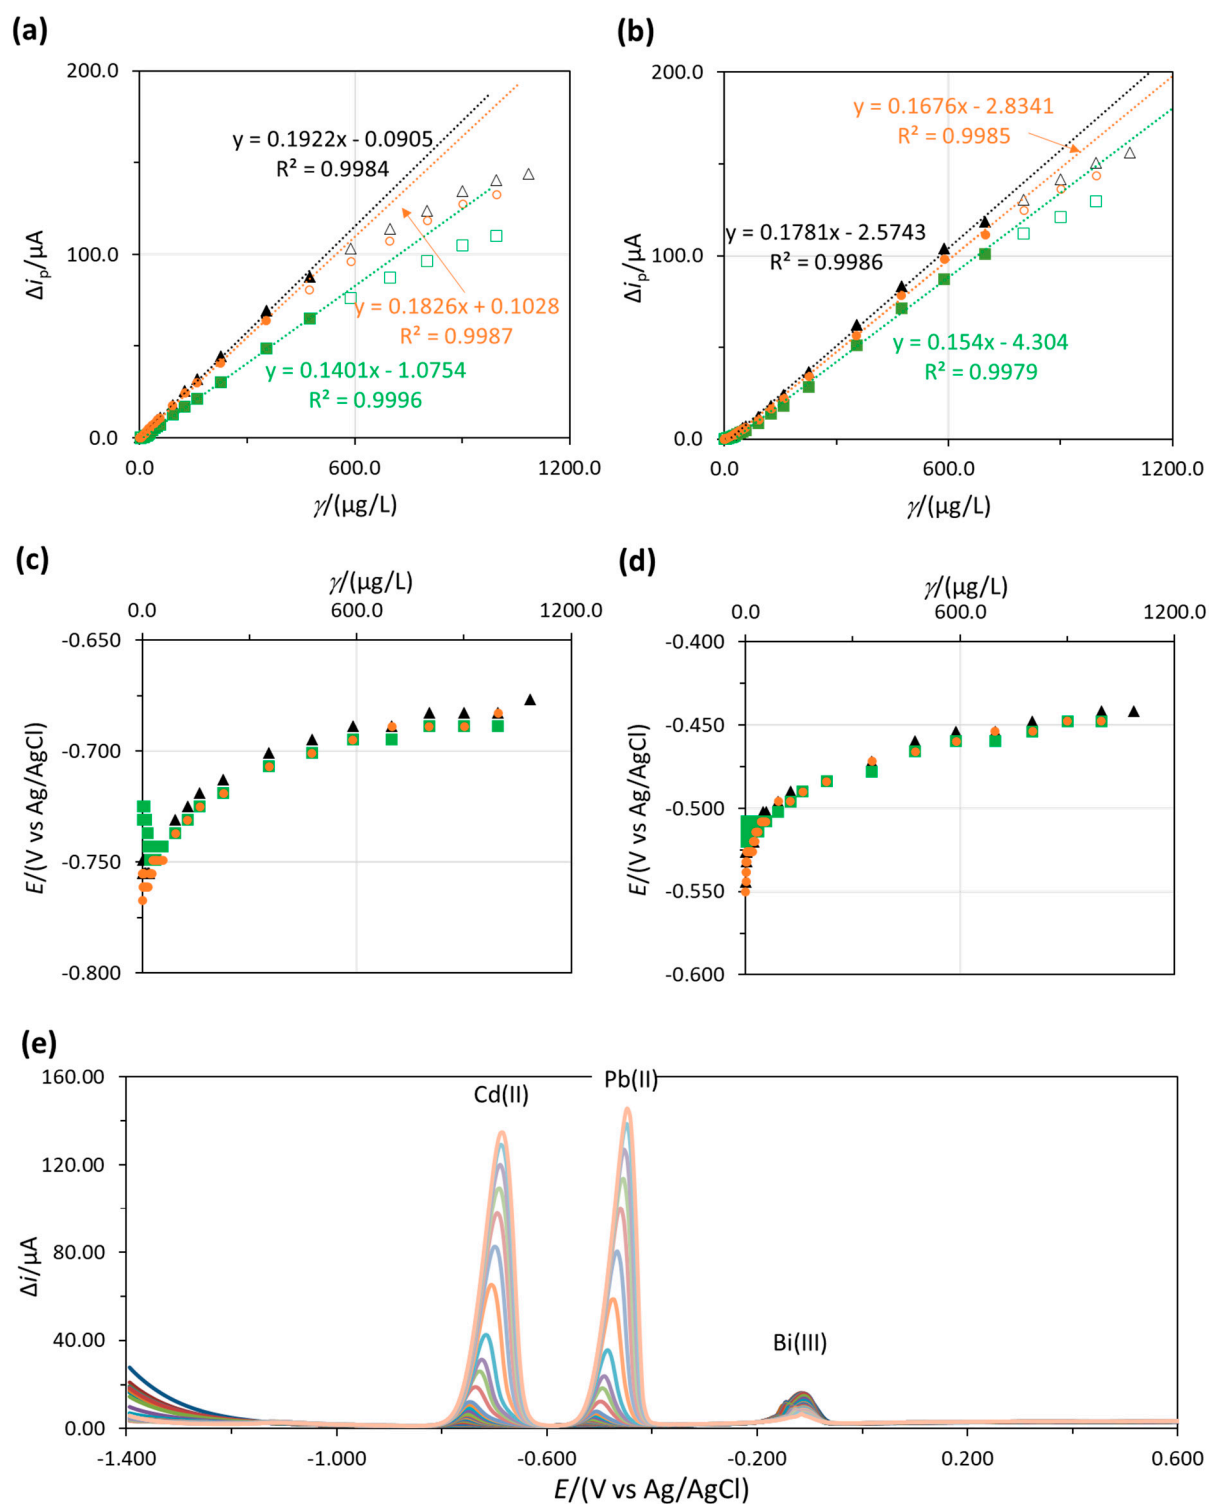 (a)
(b)
200.0
100.0
0.0
Δiₚ/µA
y = 0.1922x - 0.0905
R² = 0.9984
y = 0.1826x + 0.1028
R² = 0.9987
y = 0.1401x - 1.0754
R² = 0.9996
0.0
600.0
1200.0
γ/(µg/L)
200.0
100.0
0.0
Δiₚ/µA
y = 0.1676x - 2.8341
R² = 0.9985
y = 0.1781x - 2.5743
R² = 0.9986
y = 0.154x - 4.304
R² = 0.9979
0.0
600.0
1200.0
γ/(µg/L)
(c)
γ/(µg/L)
0.0
600.0
1200.0
-0.650
-0.700
-0.750
-0.800
E/(V vs Ag/AgCl)
(d)
γ/(µg/L)
0.0
600.0
1200.0
-0.400
-0.450
-0.500
-0.550
-0.600
E/(V vs Ag/AgCl)
(e)
160.00
120.00
80.00
40.00
0.00
Δi/µA
Cd(II)
Pb(II)
Bi(III)
-1.400
-1.000
-0.600
-0.200
0.200
0.600
E/(V vs Ag/AgCl)